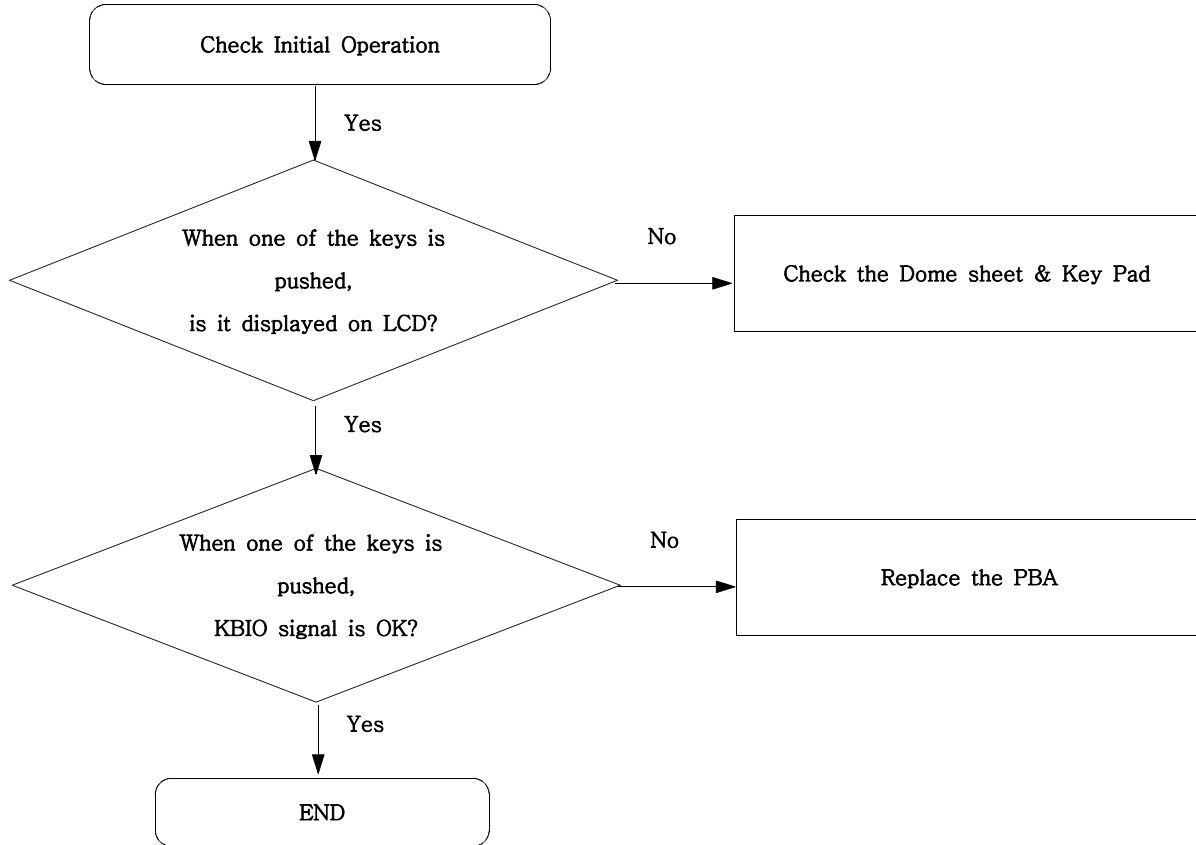 Check Initial Operation
Yes
When one of the keys is
pushed,
is it displayed on LCD?
No
Check the Dome sheet & Key Pad
Yes
When one of the keys is
pushed,
KBIO signal is OK?
No
Replace the PBA
Yes
END